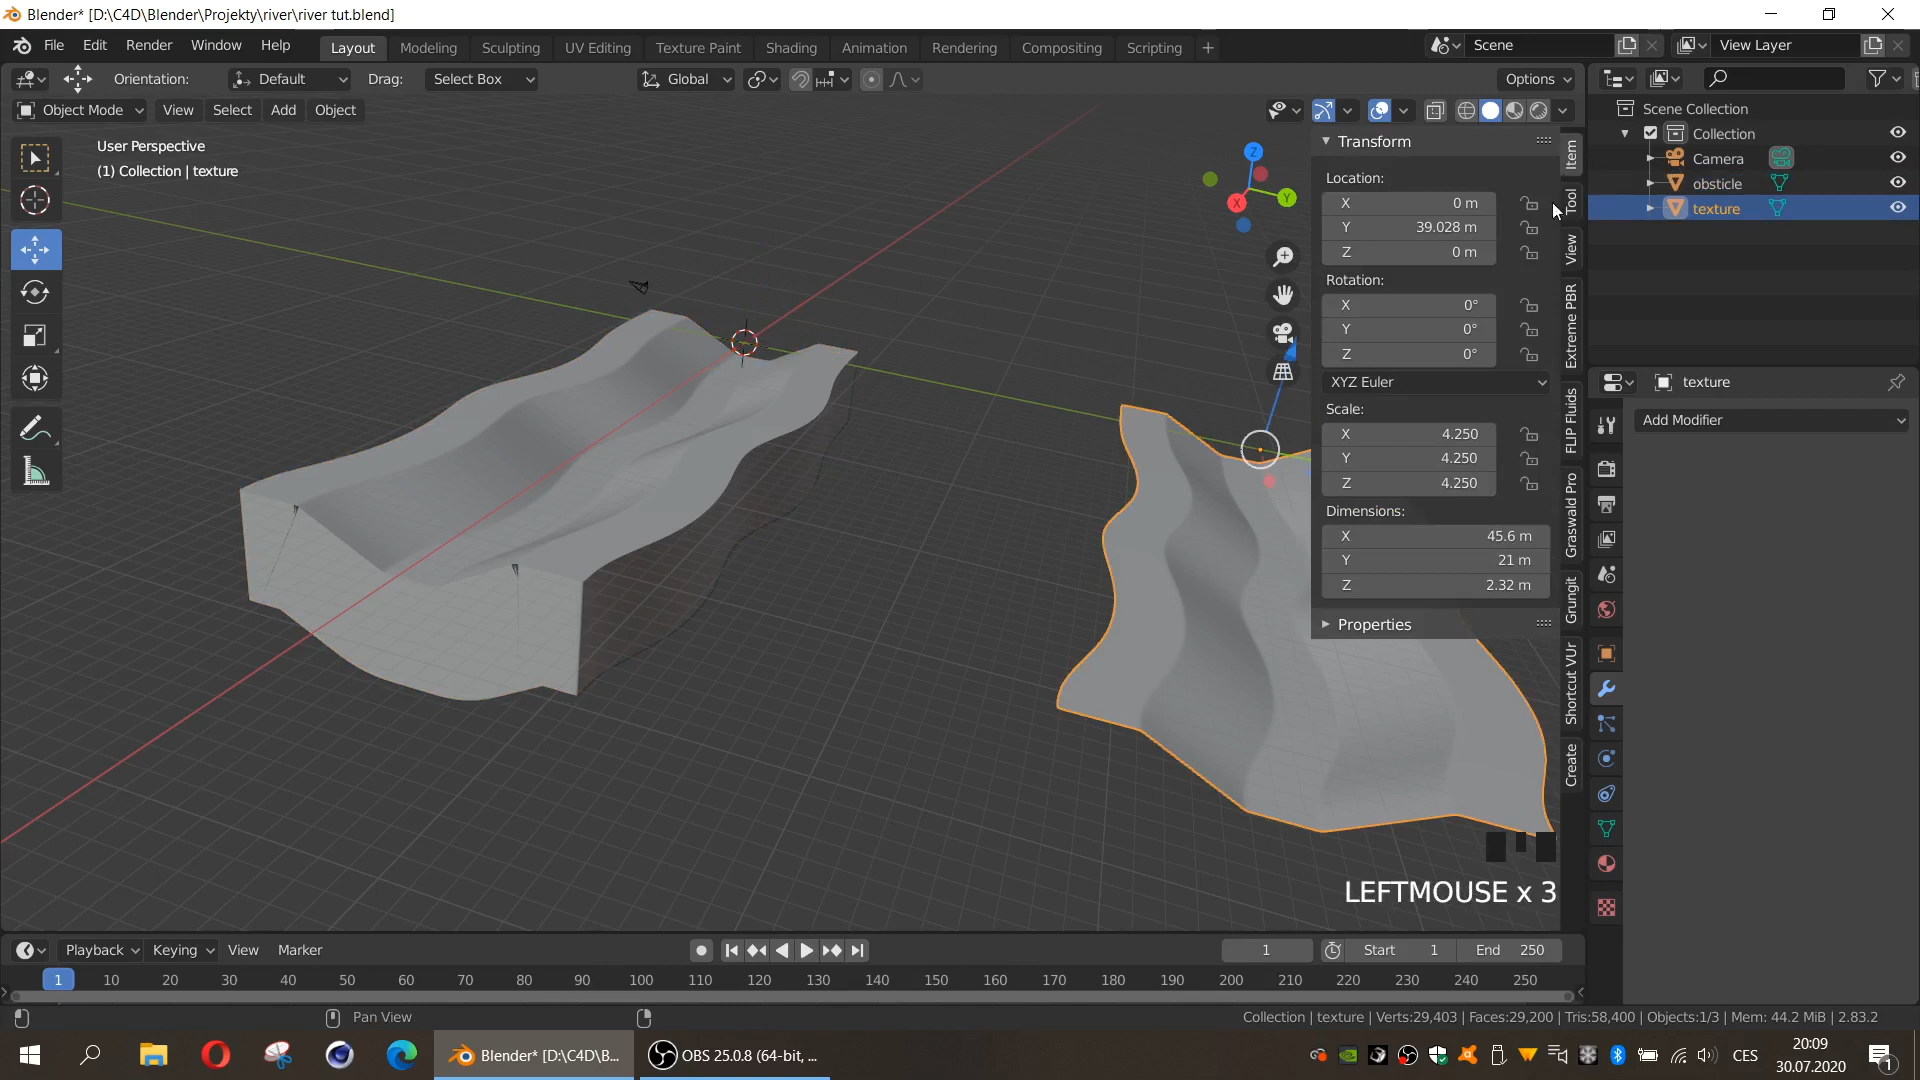 Blender* [D:\C4D\Blender\Projekty\river\river tut.blend]
File Edit Render Window Help Layout Modeling Sculpting UV Editing Texture Paint Shading Animation Rendering Compositing Scripting + Scene View Layer
Orientation: Default Drag: Select Box Global Options
Object Mode View Select Add Object
User Perspective
(1) Collection | texture
Z
Y
X
Transform
Location:
X 0 m
Y 39.028 m
Z 0 m
Rotation:
X 0°
Y 0°
Z 0°
XYZ Euler
Scale:
X 4.250
Y 4.250
Z 4.250
Dimensions:
X 45.6 m
Y 21 m
Z 2.32 m
Properties
Item
Tool
View
Extreme PBR
FLIP Fluids
Graswald Pro
Grungit
Shortcut VUr
Create
Scene Collection
Collection
Camera
obsticle
texture
texture
Add Modifier
LEFTMOUSE x 3
Playback Keying View Marker 1 Start 1 End 250
1 10 20 30 40 50 60 70 80 90 100 110 120 130 140 150 160 170 180 190 200 210 220 230 240 250
Pan View Collection | texture | Verts:29,403 | Faces:29,200 | Tris:58,400 | Objects:1/3 | Mem: 44.2 MiB | 2.83.2
Blender* [D:\C4D\B... OBS 25.0.8 (64-bit, ... CES 20:09
30.07.2020
1